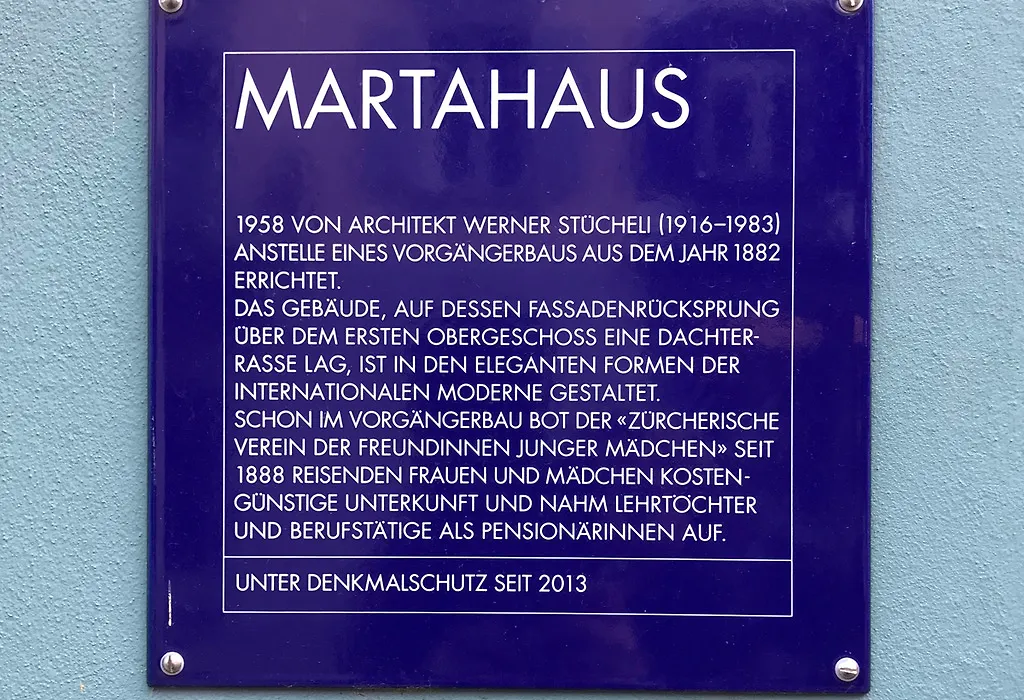 MARTAHAUS
1958 VON ARCHITEKT WERNER STÜCHELI (1916–1983)
ANSTELLE EINES VORGÄNGERBAUS AUS DEM JAHR 1882
ERRICHTET.
DAS GEBÄUDE, AUF DESSEN FASSADENRÜCKSPRUNG
ÜBER DEM ERSTEN OBERGESCHOSS EINE DACHTER-
RASSE LAG, IST IN DEN ELEGANTEN FORMEN DER
INTERNATIONALEN MODERNE GESTALTET.
SCHON IM VORGÄNGERBAU BOT DER «ZÜRCHERISCHE
VEREIN DER FREUNDINNEN JUNGER MÄDCHEN» SEIT
1888 REISENDEN FRAUEN UND MÄDCHEN KOSTEN-
GÜNSTIGE UNTERKUNFT UND NAHM LEHRTÖCHTER
UND BERUFSTÄTIGE ALS PENSIONÄRINNEN AUF.
UNTER DENKMALSCHUTZ SEIT 2013